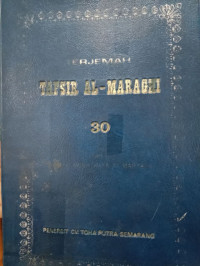 TERJEMAH
TAFSIR AL-MARAGHI
30
PENERBIT CV. TOHA PUTRA SEMARANG